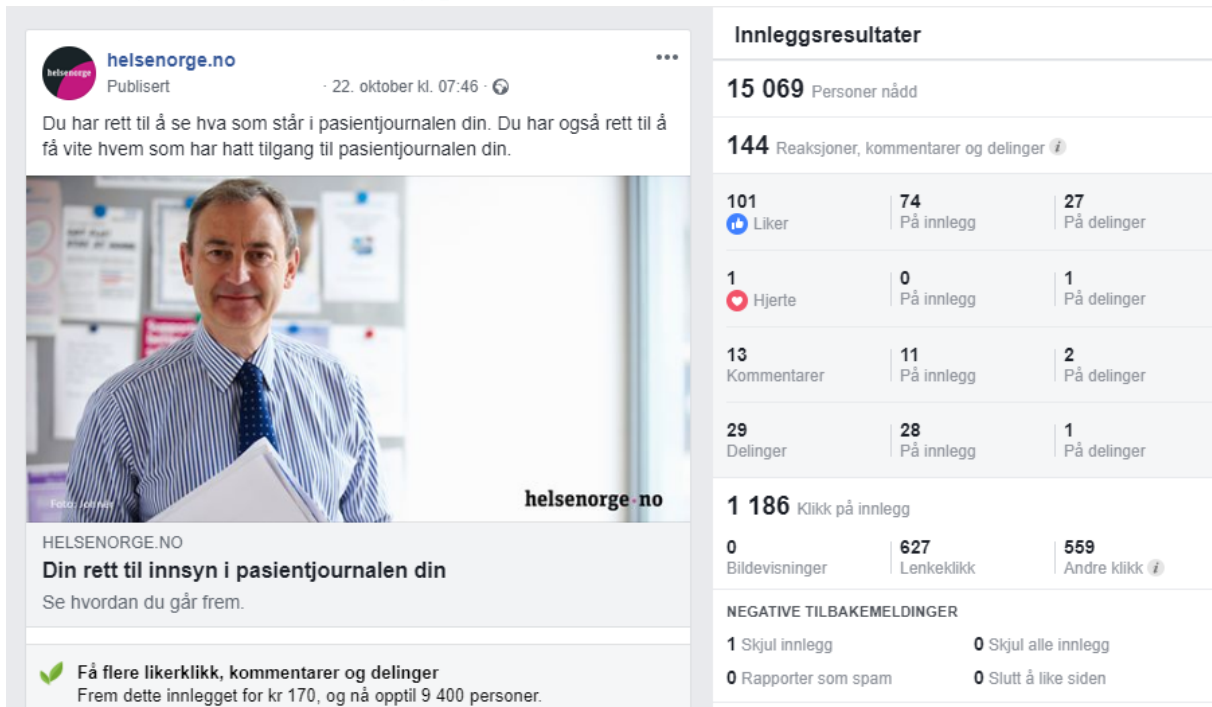 helsenorge.no
helsenorge
Publisert · 22. oktober kl. 07:46 ·
Du har rett til å se hva som står i pasientjournalen din. Du har også rett til å
få vite hvem som har hatt tilgang til pasientjournalen din.
helsenorge.no
HELSENORGE.NO
Din rett til innsyn i pasientjournalen din
Se hvordan du går frem.
Få flere likerklikk, kommentarer og delinger
Frem dette innlegget for kr 170, og nå opptil 9 400 personer.
Innleggsresultater
15 069 Personer nådd
144 Reaksjoner, kommentarer og delinger i
101 74 27
Liker På innlegg På delinger
1 0 1
Hjerte På innlegg På delinger
13 11 2
Kommentarer På innlegg På delinger
29 28 1
Delinger På innlegg På delinger
1 186 Klikk på innlegg
0 627 559
Bildevisninger Lenkeklikk Andre klikk i
NEGATIVE TILBAKEMELDINGER
1 Skjul innlegg 0 Skjul alle innlegg
0 Rapporter som spam 0 Slutt å like siden